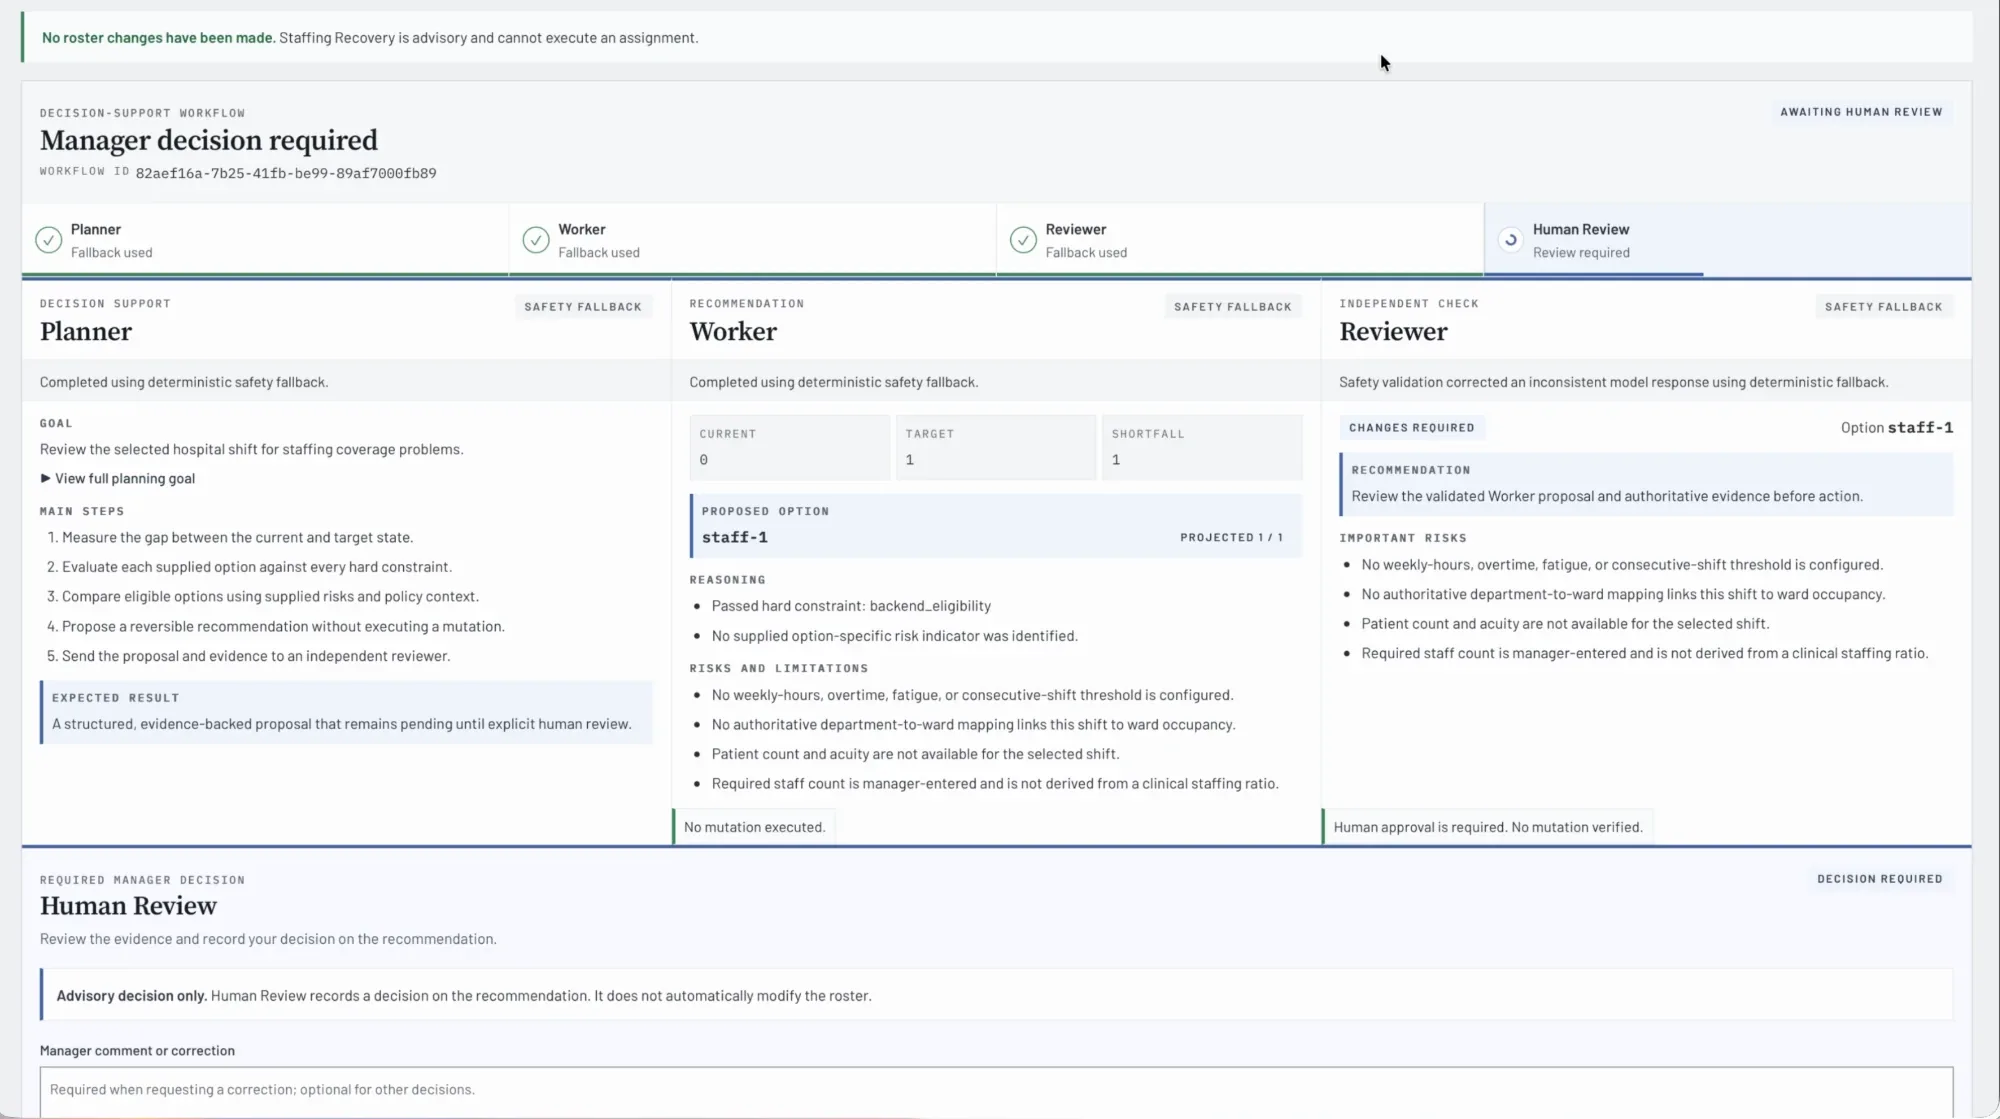 No roster changes have been made. Staffing Recovery is advisory and cannot execute an assignment.
DECISION-SUPPORT WORKFLOW
AWAITING HUMAN REVIEW
Manager decision required
WORKFLOW ID 82aef16a-7b25-41fb-be99-89af7000fb89
Planner
Fallback used
Worker
Fallback used
Reviewer
Fallback used
Human Review
Review required
DECISION SUPPORT
SAFETY FALLBACK
Planner
Completed using deterministic safety fallback.
GOAL
Review the selected hospital shift for staffing coverage problems.
View full planning goal
MAIN STEPS
1. Measure the gap between the current and target state.
2. Evaluate each supplied option against every hard constraint.
3. Compare eligible options using supplied risks and policy context.
4. Propose a reversible recommendation without executing a mutation.
5. Send the proposal and evidence to an independent reviewer.
EXPECTED RESULT
A structured, evidence-backed proposal that remains pending until explicit human review.
RECOMMENDATION
SAFETY FALLBACK
Worker
Completed using deterministic safety fallback.
CURRENT
0
TARGET
1
SHORTFALL
1
PROPOSED OPTION
staff-1
PROJECTED 1 / 1
REASONING
Passed hard constraint: backend_eligibility
No supplied option-specific risk indicator was identified.
RISKS AND LIMITATIONS
No weekly-hours, overtime, fatigue, or consecutive-shift threshold is configured.
No authoritative department-to-ward mapping links this shift to ward occupancy.
Patient count and acuity are not available for the selected shift.
Required staff count is manager-entered and is not derived from a clinical staffing ratio.
No mutation executed.
INDEPENDENT CHECK
SAFETY FALLBACK
Reviewer
Safety validation corrected an inconsistent model response using deterministic fallback.
CHANGES REQUIRED
Option staff-1
RECOMMENDATION
Review the validated Worker proposal and authoritative evidence before action.
IMPORTANT RISKS
No weekly-hours, overtime, fatigue, or consecutive-shift threshold is configured.
No authoritative department-to-ward mapping links this shift to ward occupancy.
Patient count and acuity are not available for the selected shift.
Required staff count is manager-entered and is not derived from a clinical staffing ratio.
Human approval is required. No mutation verified.
REQUIRED MANAGER DECISION
DECISION REQUIRED
Human Review
Review the evidence and record your decision on the recommendation.
Advisory decision only. Human Review records a decision on the recommendation. It does not automatically modify the roster.
Manager comment or correction
Required when requesting a correction; optional for other decisions.